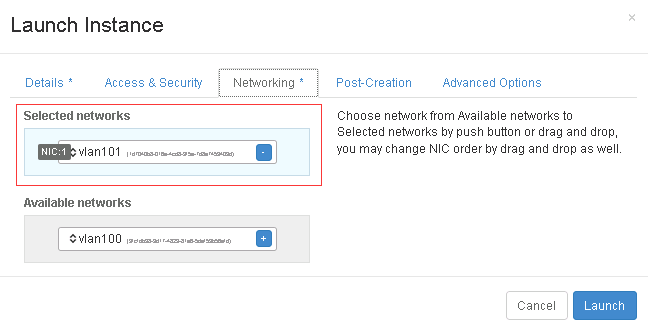 Launch Instance
×
Details *
Access & Security
Networking *
Post-Creation
Advanced Options
Selected networks
NIC:1
vlan101
-
Choose network from Available networks to
Selected networks by push button or drag and drop,
you may change NIC order by drag and drop as well.
Available networks
vlan100
+
Cancel
Launch